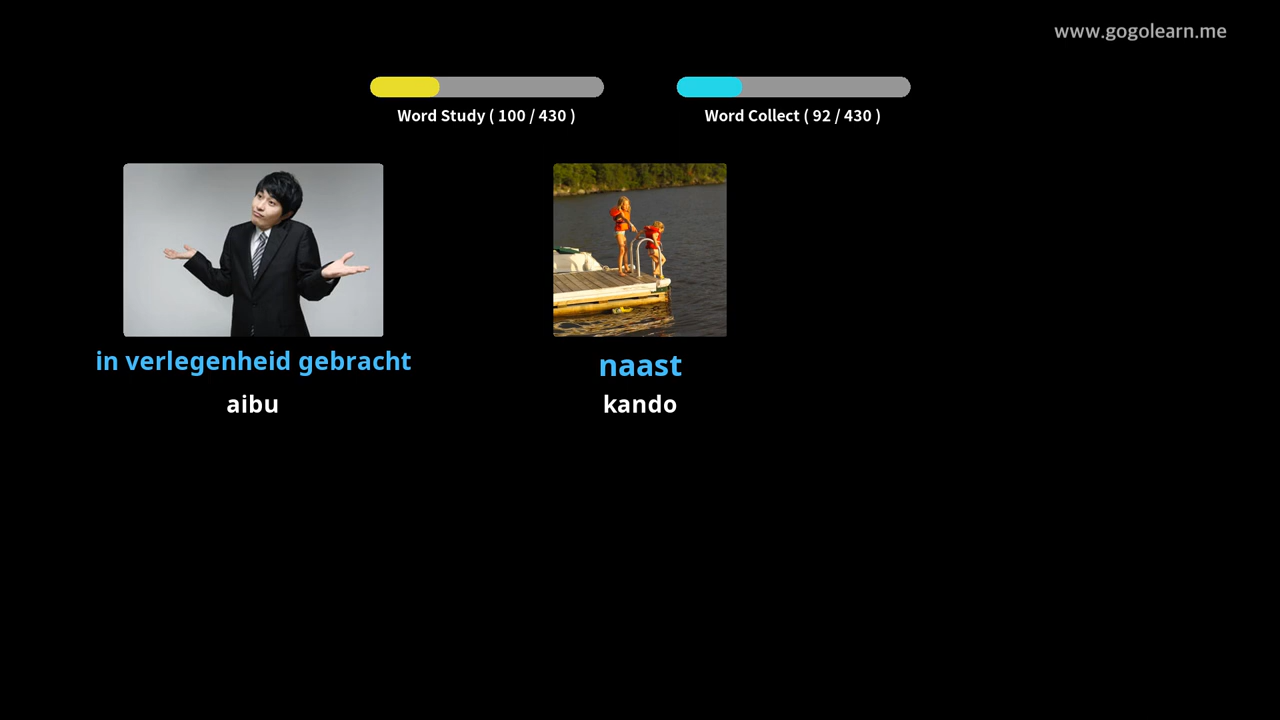 www.gogolearn.me
Word Study ( 100 / 430 )
Word Collect ( 92 / 430 )
in verlegenheid gebracht
aibu
naast
kando